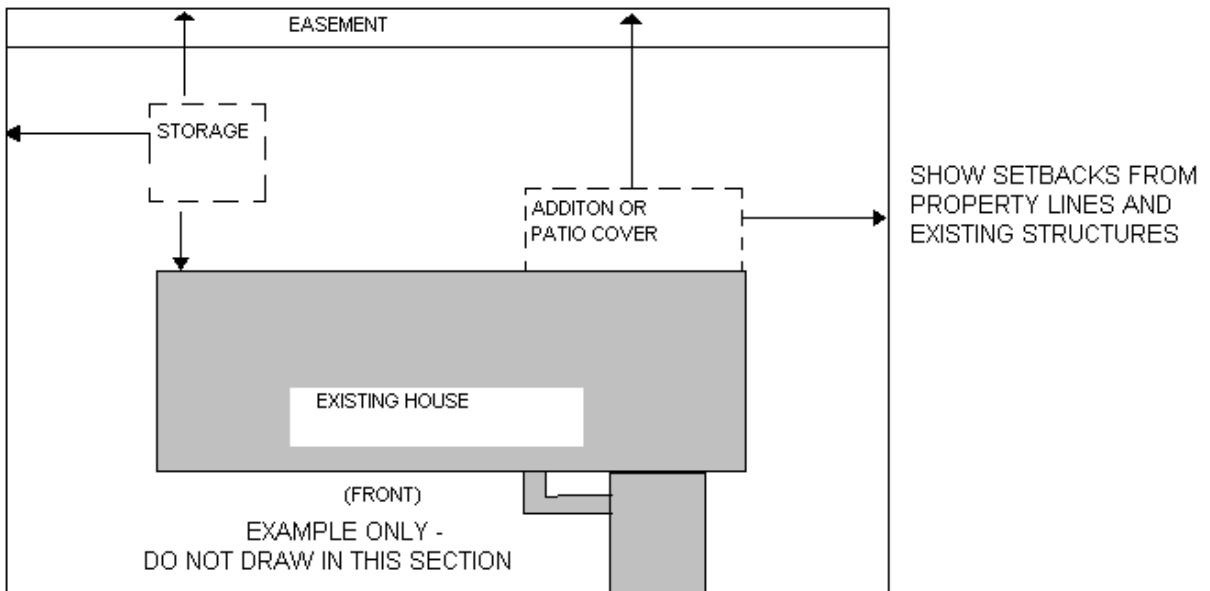 EASEMENT
STORAGE
SHOW SETBACKS FROM
PROPERTY LINES AND
EXISTING STRUCTURES
ADDITON OR
PATIO COVER
EXISTING HOUSE
(FRONT)
EXAMPLE ONLY -
DO NOT DRAW IN THIS SECTION